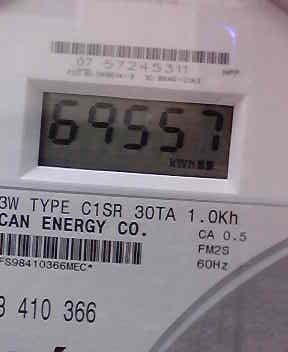 07 57245311
69557
kWh
3W TYPE C1SR 30TA 1.0Kh
CAN ENERGY CO.
CA 0.5
FM2S
60Hz
FS98410366MEC*
8 410 366